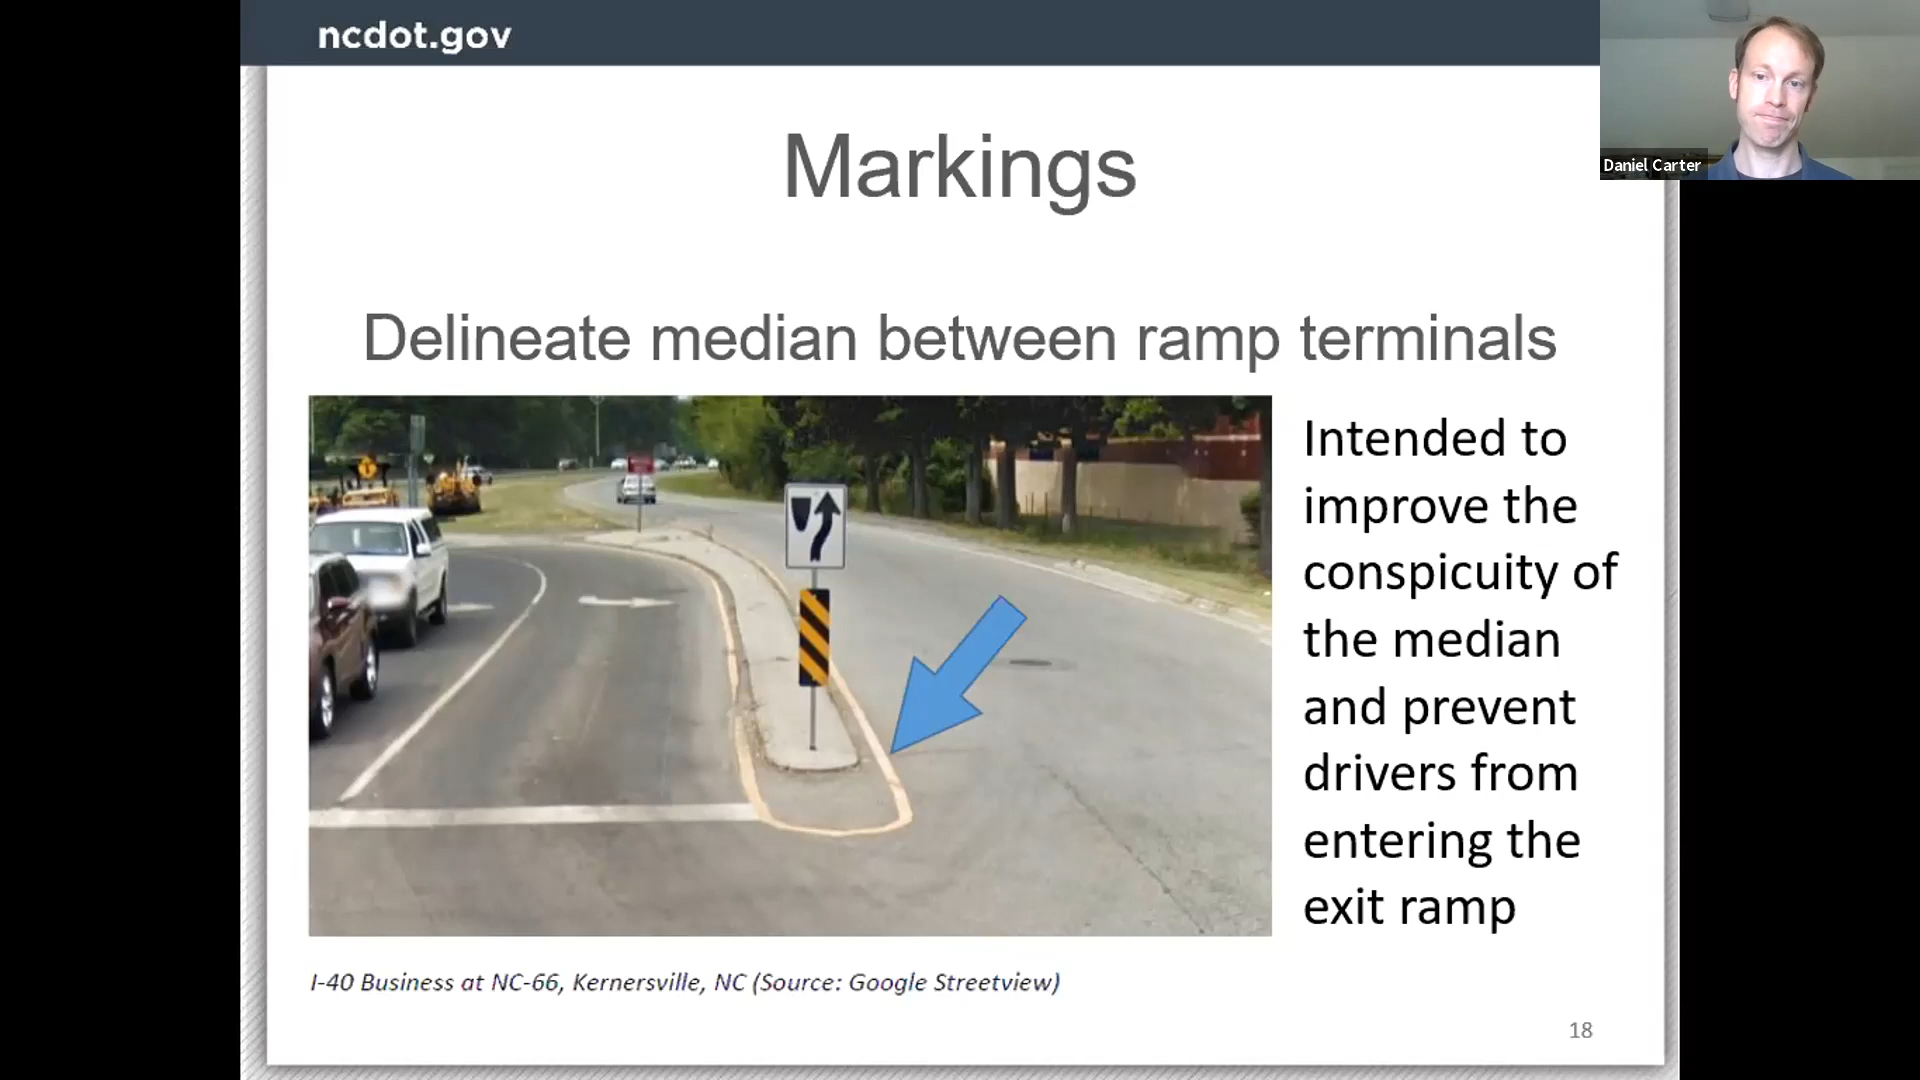 ncdot.gov
Daniel Carter
Markings
Delineate median between ramp terminals
Intended to
improve the
conspicuity of
the median
and prevent
drivers from
entering the
exit ramp
I-40 Business at NC-66, Kernersville, NC (Source: Google Streetview)
18